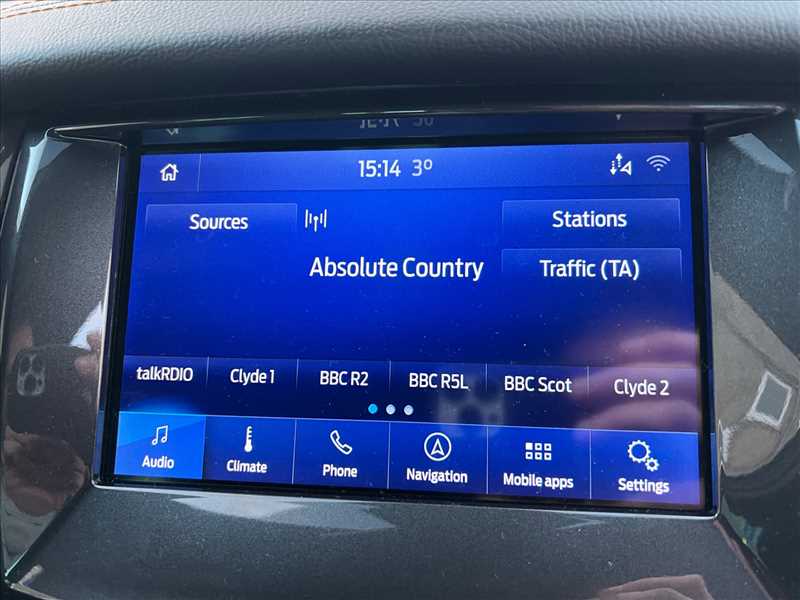 15:14 3°
Sources
Stations
Absolute Country
Traffic (TA)
talkRDIO Clyde 1 BBC R2 BBC R5L BBC Scot Clyde 2
Audio Climate Phone Navigation Mobile apps Settings